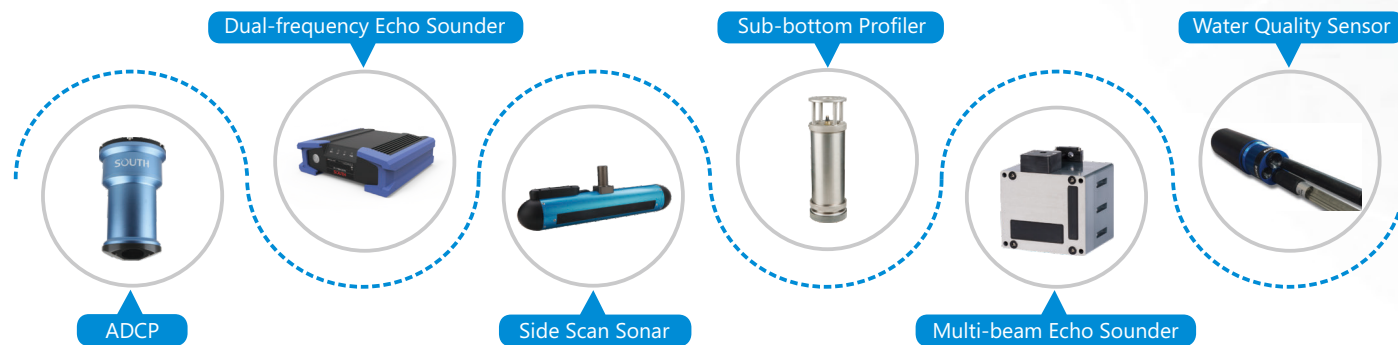 Dual-frequency Echo Sounder
Sub-bottom Profiler
Water Quality Sensor
SOUTH
ADCP
Side Scan Sonar
Multi-beam Echo Sounder